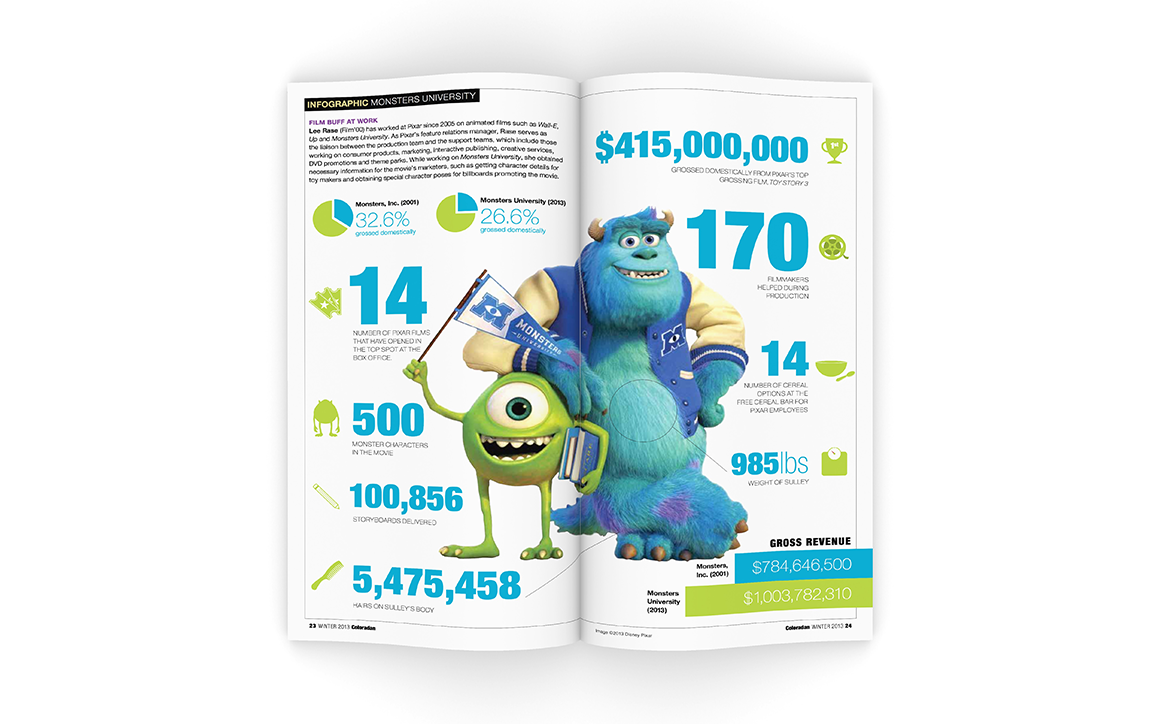 INFOGRAPHIC MONSTERS UNIVERSITY
FILM BUFF AT WORK
Lee Rase (Film'00) has worked at Pixar since 2005 on animated films such as Wall-E,
Up and Monsters University. As Pixar's feature relations manager, Rase serves as
the liaison between the production team and the support teams, which include those
working on consumer products, marketing, interactive publishing, creative services,
DVD promotions and theme parks. While working on Monsters University, she obtained
necessary information for the movie's marketers, such as getting character details for
toy makers and obtaining special character poses for billboards promoting the movie.
Monsters, Inc. (2001)
32.6%
grossed domestically
Monsters University (2013)
26.6%
grossed domestically
14
NUMBER OF PIXAR FILMS
THAT HAVE OPENED IN
THE TOP SPOT AT THE
BOX OFFICE.
500
MONSTER CHARACTERS
IN THE MOVIE
100,856
STORYBOARDS DELIVERED
5,475,458
HAIRS ON SULLEY'S BODY
23 WINTER 2013 Coloradan
MONSTERS
UNIVERSITY
$415,000,000
1ST
GROSSED DOMESTICALLY FROM PIXAR'S TOP
GROSSING FILM, TOY STORY 3
170
FILMMAKERS
HELPED DURING
PRODUCTION
14
NUMBER OF CEREAL
OPTIONS AT THE
FREE CEREAL BAR FOR
PIXAR EMPLOYEES
985lbs
WEIGHT OF SULLEY
GROSS REVENUE
Monsters,
Inc. (2001)
$784,646,500
Monsters
University
(2013)
$1,003,782,310
Image ©2013 Disney Pixar
Coloradan WINTER 2013 24